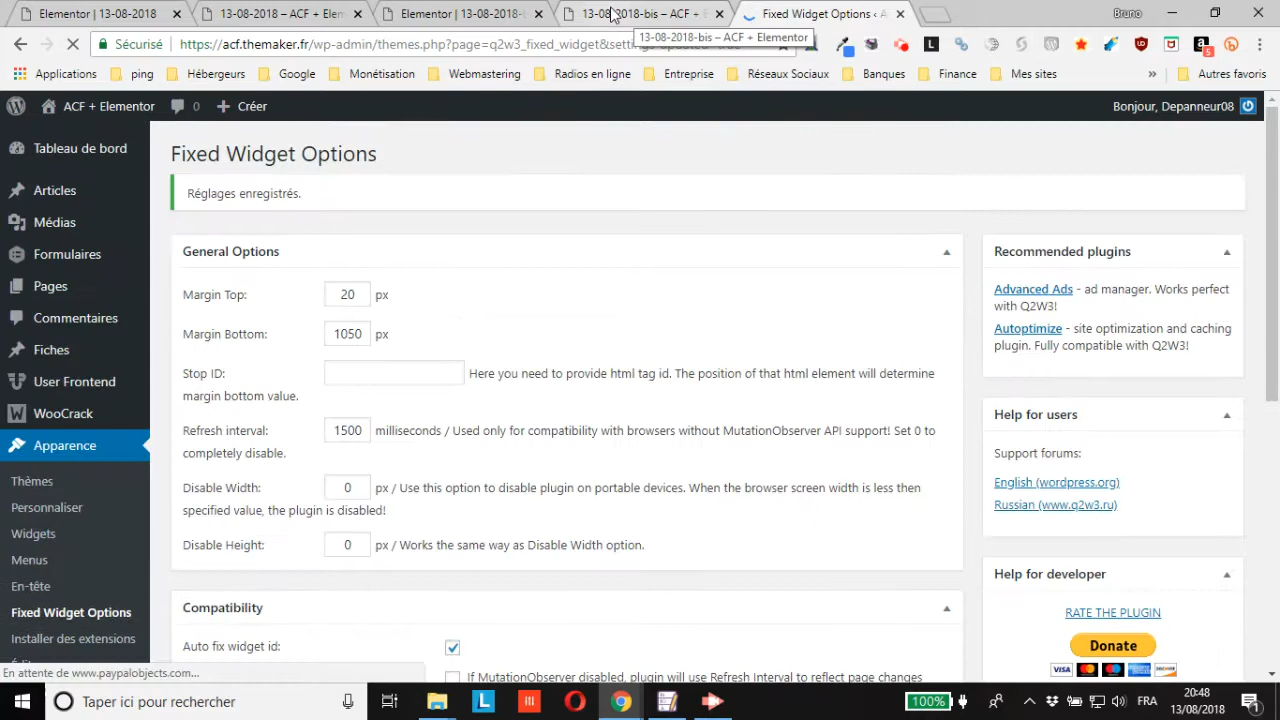 Elementor | 13-08-2018
13-08-2018 – ACF + Elem
Elementor | 13-08-2018-b
13-08-2018-bis – ACF + E
Fixed Widget Options ‹ A
Bruno
13-08-2018-bis – ACF + Elementor
Sécurisé
https://acf.themaker.fr/wp-admin/themes.php?page=q2w3_fixed_widget&
Applications
ping
Hébergeurs
Google
Monétisation
Webmastering
Radios en ligne
Entreprise
Réseaux Sociaux
Banques
Finance
Mes sites
»
Autres favoris
ACF + Elementor
0
Créer
Bonjour, Depanneur08
Tableau de bord
Articles
Médias
Formulaires
Pages
Commentaires
Fiches
User Frontend
WooCrack
Apparence
Thèmes
Personnaliser
Widgets
Menus
En-tête
Fixed Widget Options
Installer des extensions
Fixed Widget Options
Réglages enregistrés.
General Options
Margin Top: 20 px
Margin Bottom: 1050 px
Stop ID: Here you need to provide html tag id. The position of that html element will determine
margin bottom value.
Refresh interval: 1500 milliseconds / Used only for compatibility with browsers without MutationObserver API support! Set 0 to
completely disable.
Disable Width: 0 px / Use this option to disable plugin on portable devices. When the browser screen width is less then
specified value, the plugin is disabled!
Disable Height: 0 px / Works the same way as Disable Width option.
Compatibility
Auto fix widget id:
If MutationObserver disabled, plugin will use Refresh Interval to reflect page changes
Recommended plugins
Advanced Ads - ad manager. Works perfect
with Q2W3!
Autoptimize - site optimization and caching
plugin. Fully compatible with Q2W3!
Help for users
Support forums:
English (wordpress.org)
Russian (www.q2w3.ru)
Help for developer
RATE THE PLUGIN
Donate
VISA
En attente de www.paypalobjects.com...
Taper ici pour rechercher
100%
FRA
20:48
13/08/2018